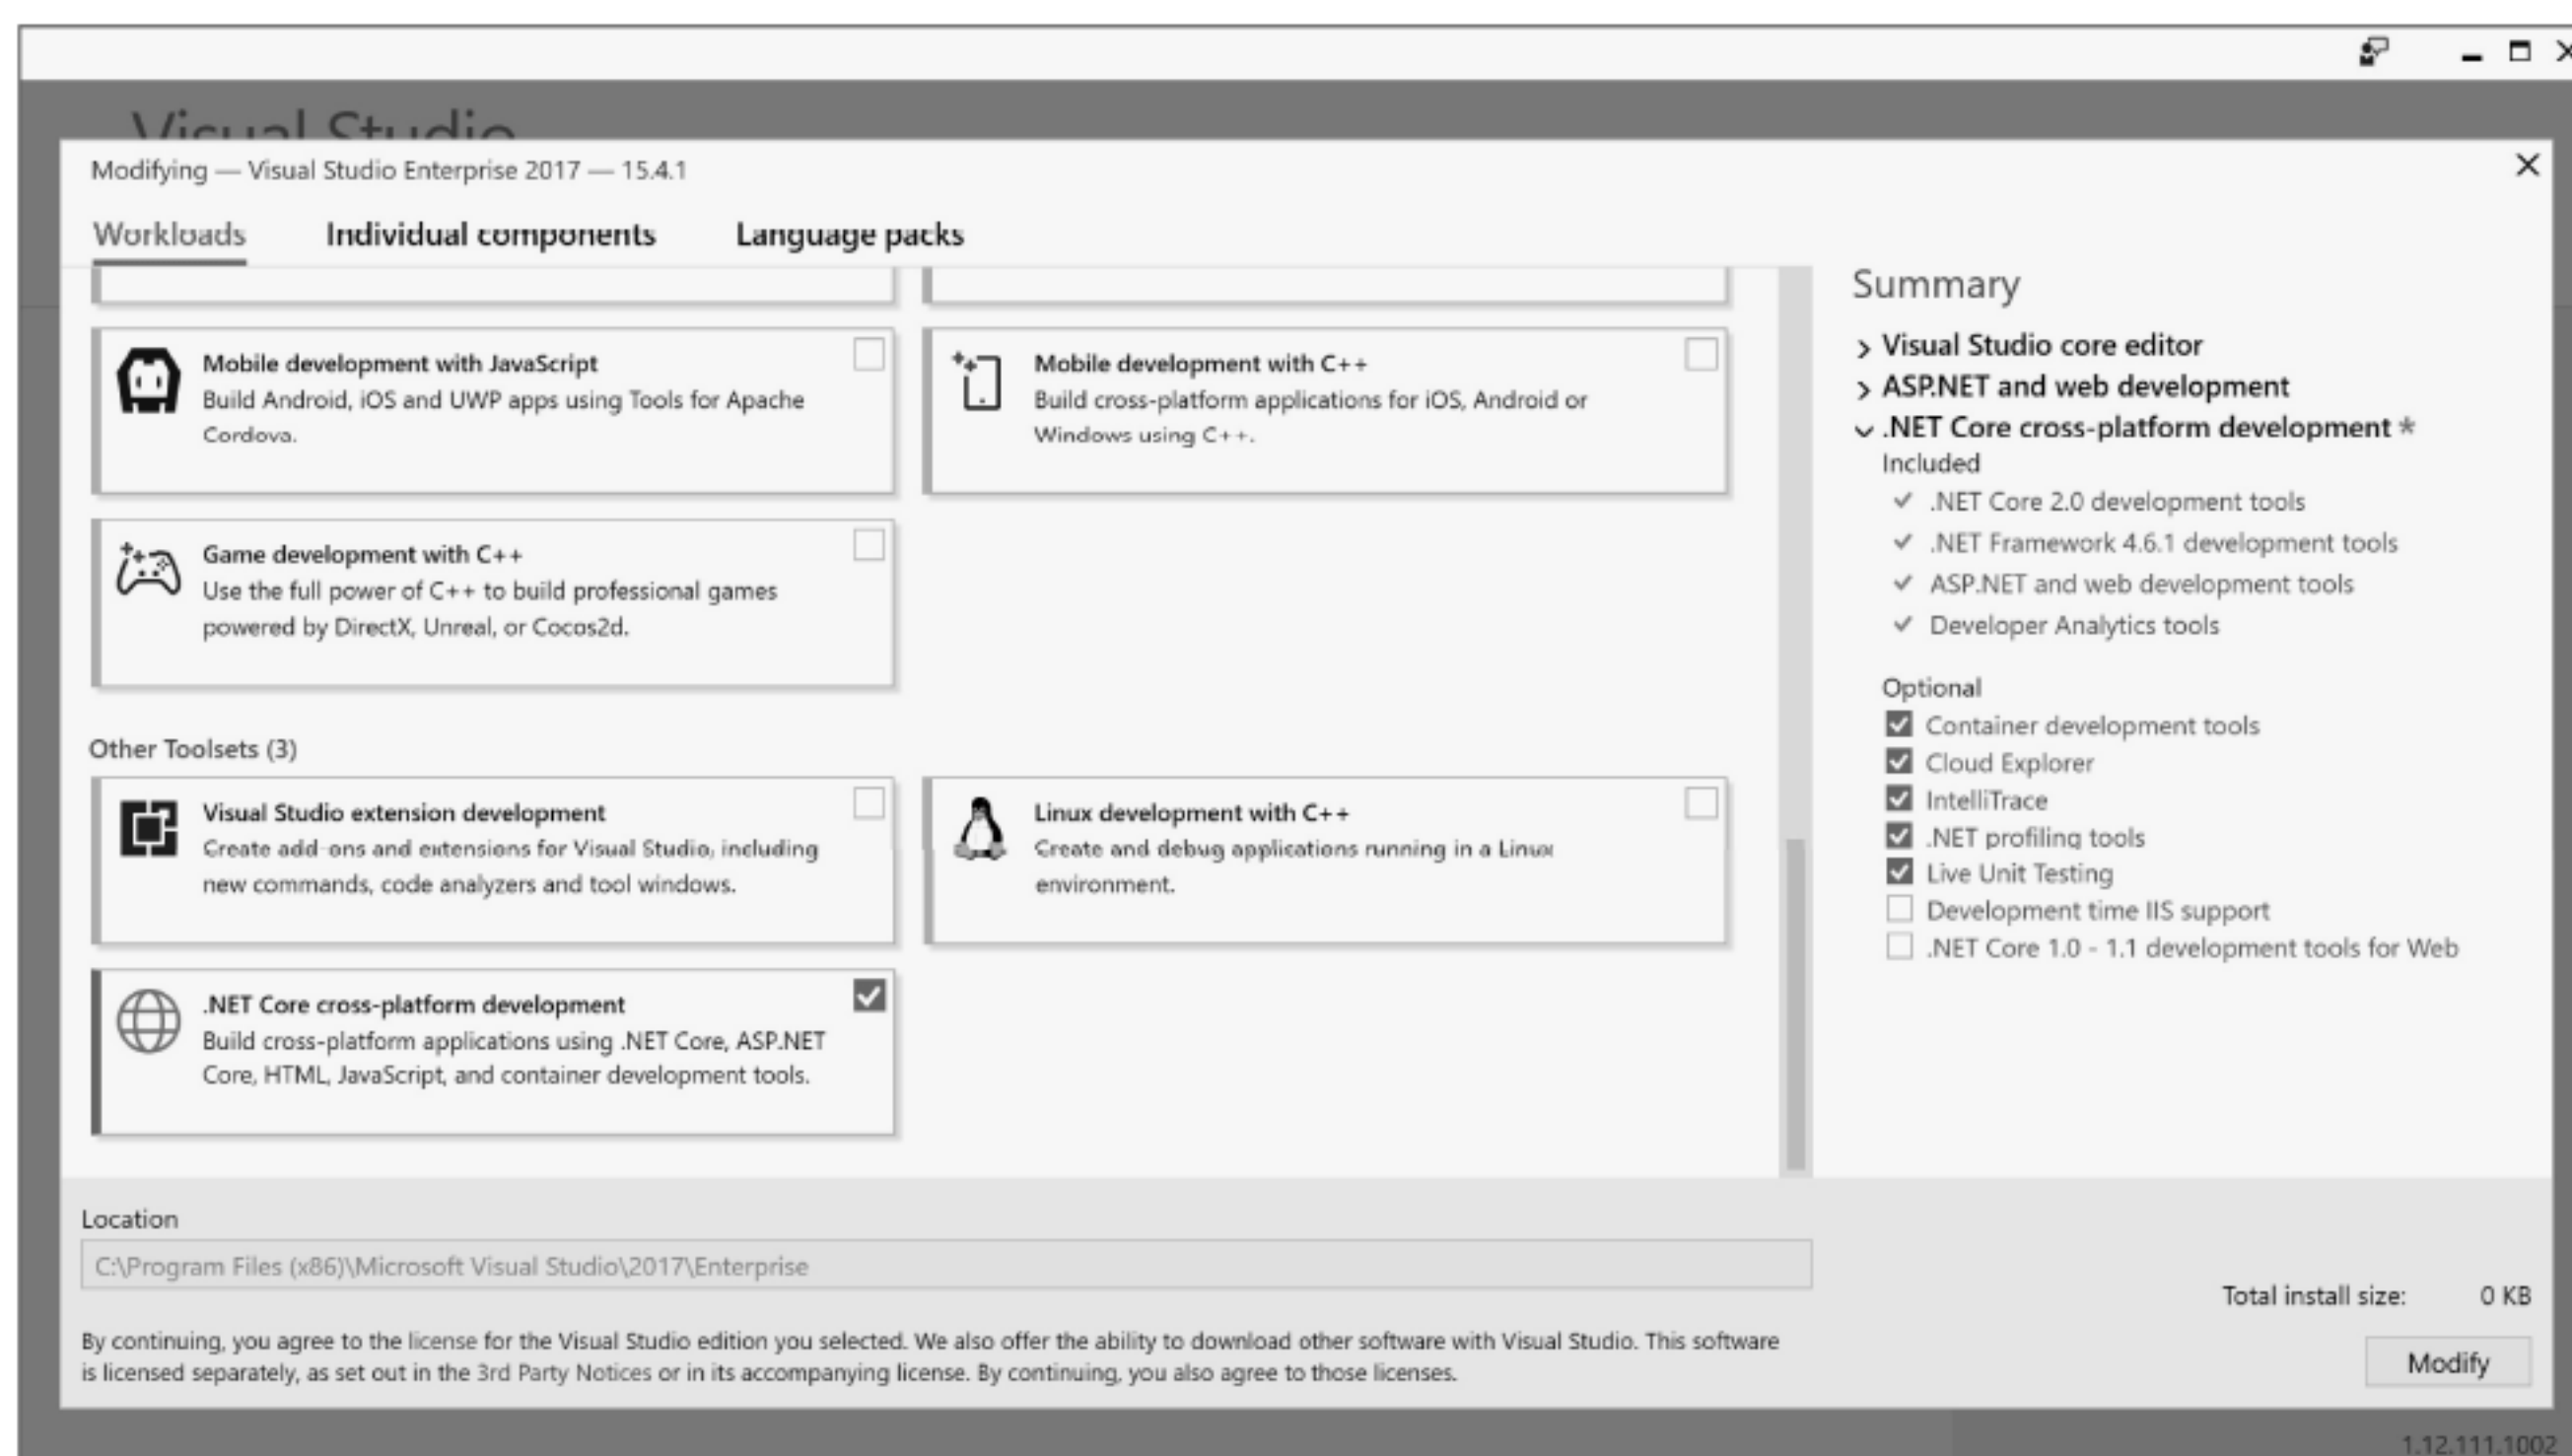 Visual Studio
Modifying — Visual Studio Enterprise 2017 — 15.4.1
Workloads
Individual components
Language packs
Mobile development with JavaScript
Build Android, iOS and UWP apps using Tools for Apache
Cordova.
Mobile development with C++
Build cross-platform applications for iOS, Android or
Windows using C++.
Game development with C++
Use the full power of C++ to build professional games
powered by DirectX, Unreal, or Cocos2d.
Other Toolsets (3)
Visual Studio extension development
Create add-ons and extensions for Visual Studio, including
new commands, code analyzers and tool windows.
Linux development with C++
Create and debug applications running in a Linux
environment.
.NET Core cross-platform development
Build cross-platform applications using .NET Core, ASP.NET
Core, HTML, JavaScript, and container development tools.
Summary
Visual Studio core editor
ASP.NET and web development
.NET Core cross-platform development *
Included
.NET Core 2.0 development tools
.NET Framework 4.6.1 development tools
ASP.NET and web development tools
Developer Analytics tools
Optional
Container development tools
Cloud Explorer
IntelliTrace
.NET profiling tools
Live Unit Testing
Development time IIS support
.NET Core 1.0 - 1.1 development tools for Web
Location
C:\Program Files (x86)\Microsoft Visual Studio\2017\Enterprise
Total install size: 0 KB
By continuing, you agree to the license for the Visual Studio edition you selected. We also offer the ability to download other software with Visual Studio. This software
is licensed separately, as set out in the 3rd Party Notices or in its accompanying license. By continuing, you also agree to those licenses.
Modify
1.12.111.1002